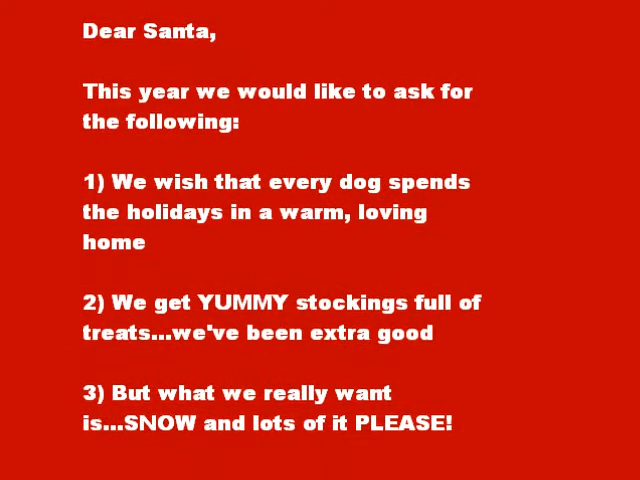 Dear Santa,
This year we would like to ask for
the following:
1) We wish that every dog spends
the holidays in a warm, loving
home
2) We get YUMMY stockings full of
treats...we've been extra good
3) But what we really want
is...SNOW and lots of it PLEASE!